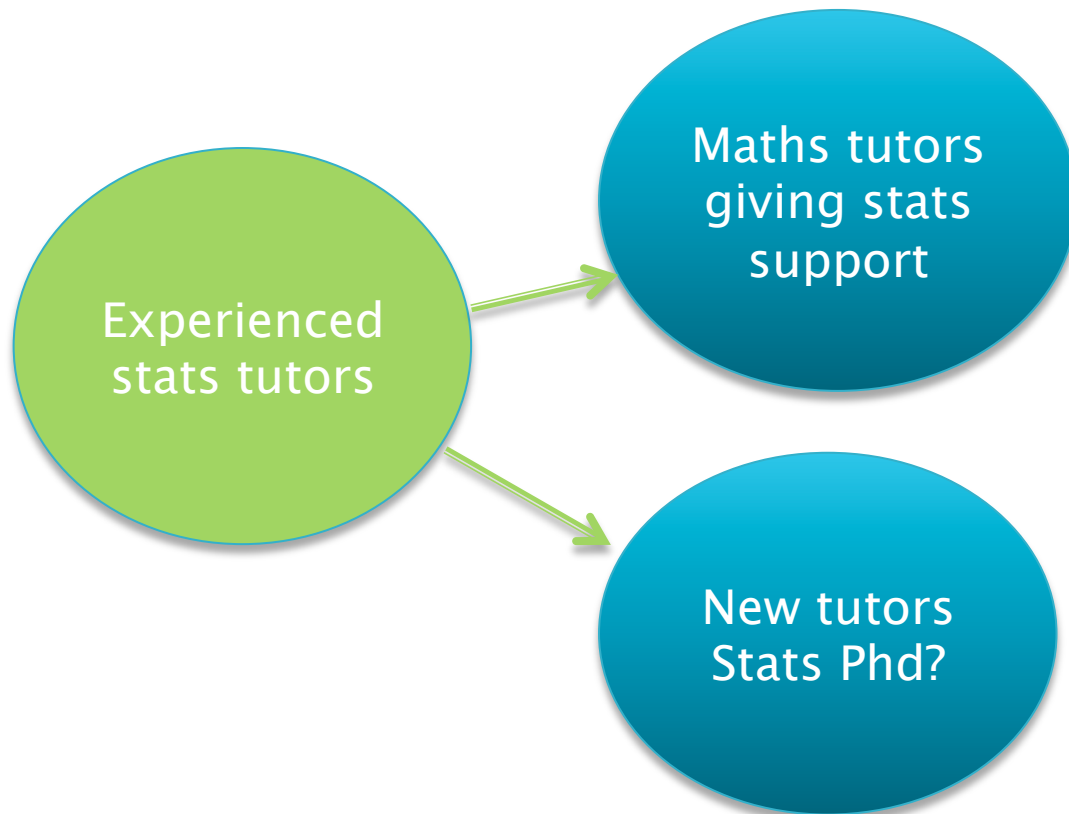 Experienced
stats tutors
Maths tutors
giving stats
support
New tutors
Stats Phd?